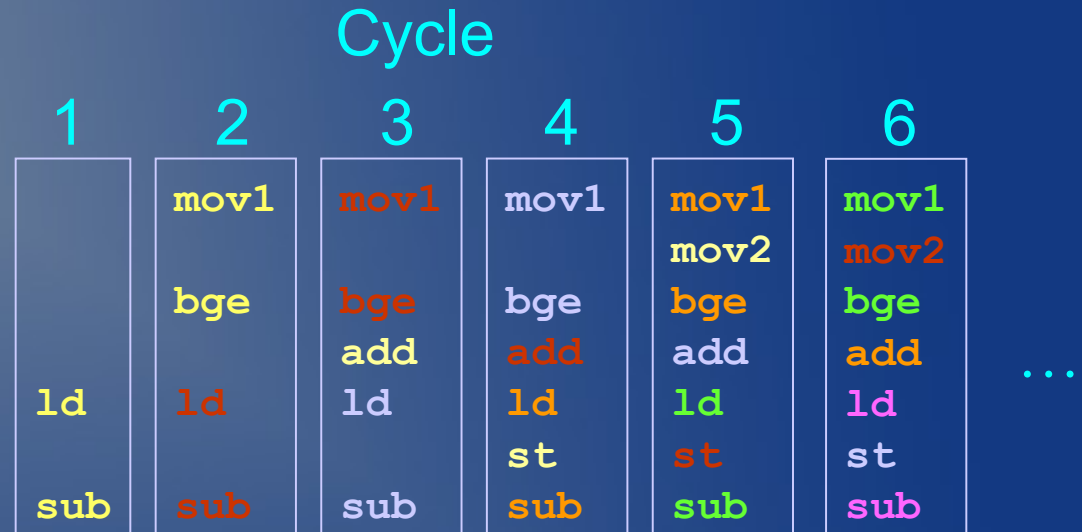 Cycle
1 2 3 4 5 6
mov1 mov1 mov1 mov1 mov1
mov2 mov2
bge bge bge bge bge
add add add add
ld ld ld ld ld ld
...
st st st
sub sub sub sub sub sub